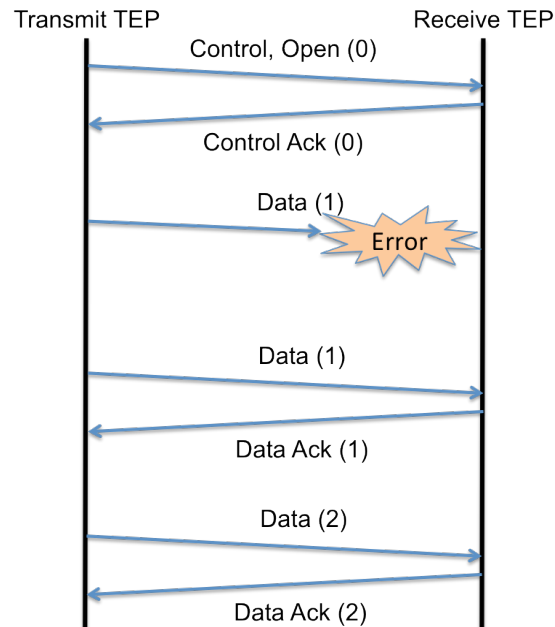 Transmit TEP
Receive TEP
Control, Open (0)
Control Ack (0)
Data (1)
Error
Data (1)
Data Ack (1)
Data (2)
Data Ack (2)